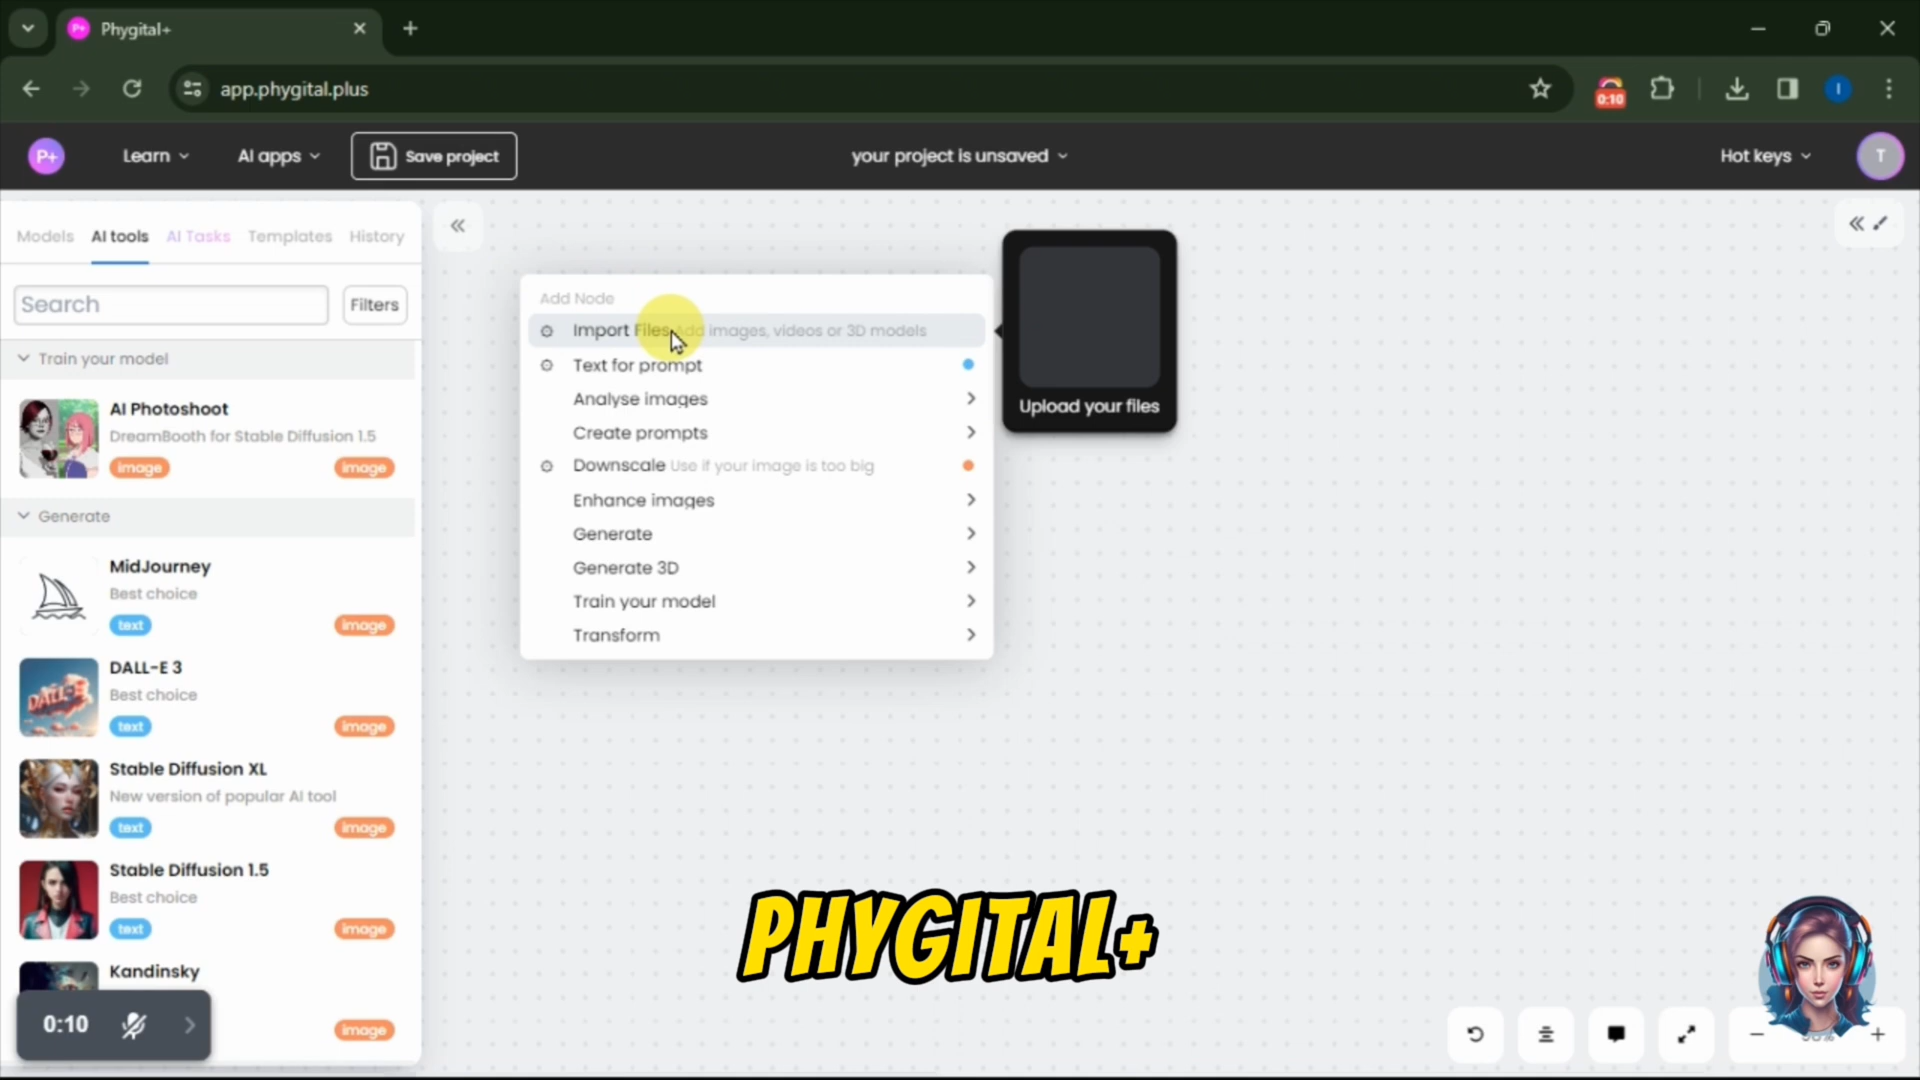 Phygital+
app.phygital.plus
0:10
I
P+
Learn
AI apps
Save project
your project is unsaved
Hot keys
T
Models
AI tools
AI Tasks
Templates
History
Search
Filters
Train your model
AI Photoshoot
DreamBooth for Stable Diffusion 1.5
image
image
Generate
MidJourney
Best choice
text
image
DALL-E 3
Best choice
text
image
Stable Diffusion XL
New version of popular AI tool
text
image
Stable Diffusion 1.5
Best choice
text
image
Kandinsky
image
0:10
Add Node
Import Files Add images, videos or 3D models
Text for prompt
Analyse images
Create prompts
Downscale Use if your image is too big
Enhance images
Generate
Generate 3D
Train your model
Transform
Upload your files
PHYGITAL+